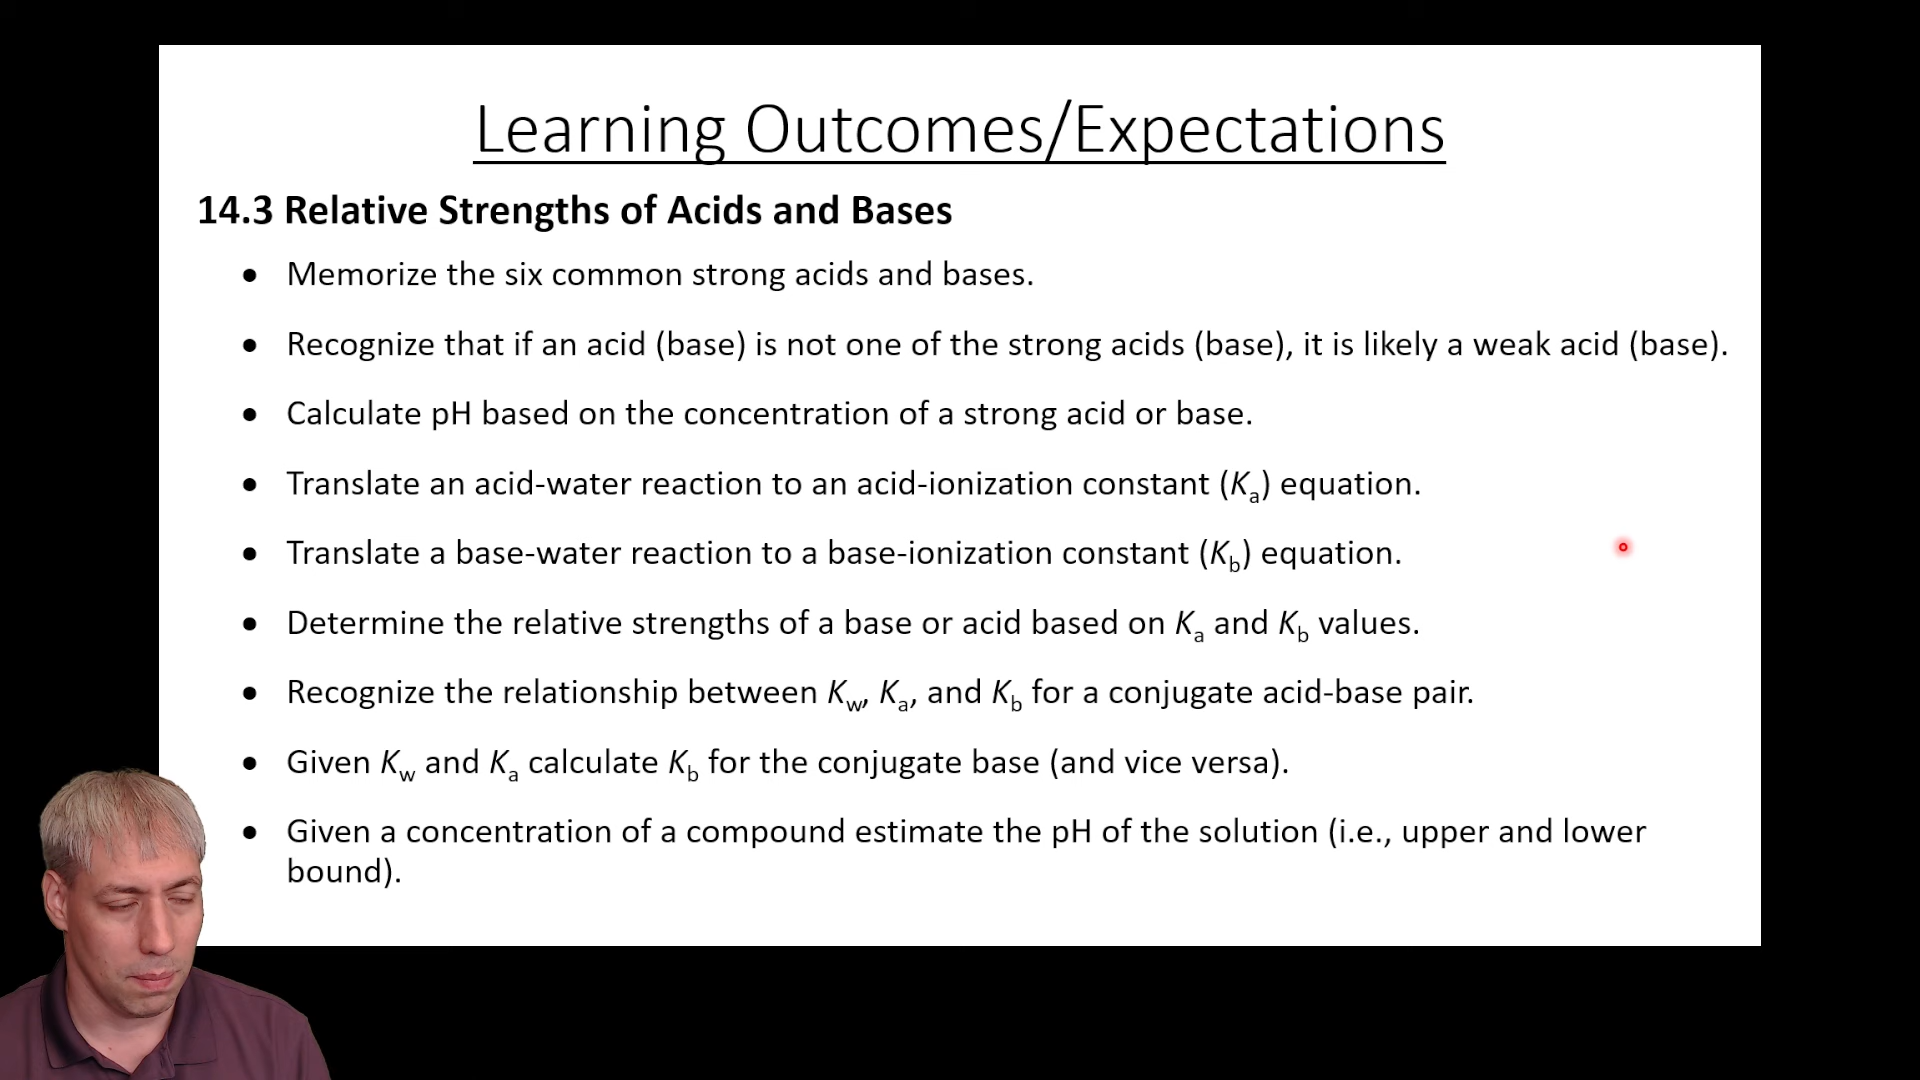 Learning Outcomes/Expectations
14.3 Relative Strengths of Acids and Bases
• Memorize the six common strong acids and bases.
• Recognize that if an acid (base) is not one of the strong acids (base), it is likely a weak acid (base).
• Calculate pH based on the concentration of a strong acid or base.
• Translate an acid-water reaction to an acid-ionization constant (Ka) equation.
• Translate a base-water reaction to a base-ionization constant (Kb) equation.
• Determine the relative strengths of a base or acid based on Ka and Kb values.
• Recognize the relationship between Kw, Ka, and Kb for a conjugate acid-base pair.
• Given Kw and Ka calculate Kb for the conjugate base (and vice versa).
• Given a concentration of a compound estimate the pH of the solution (i.e., upper and lower
bound).